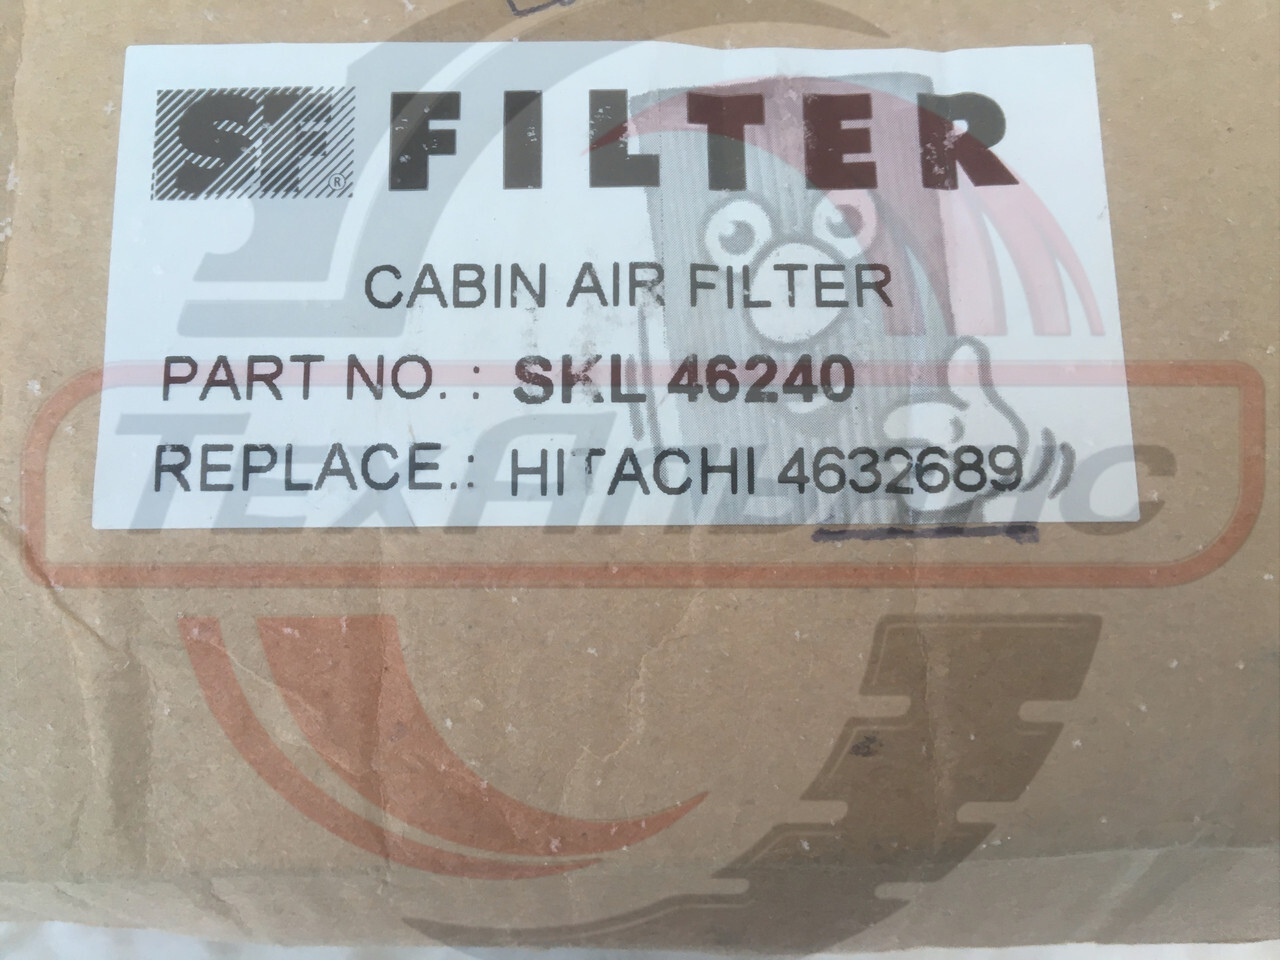 SF® FILTER
CABIN AIR FILTER
PART NO. : SKL 46240
REPLACE.: HITACHI 4632689